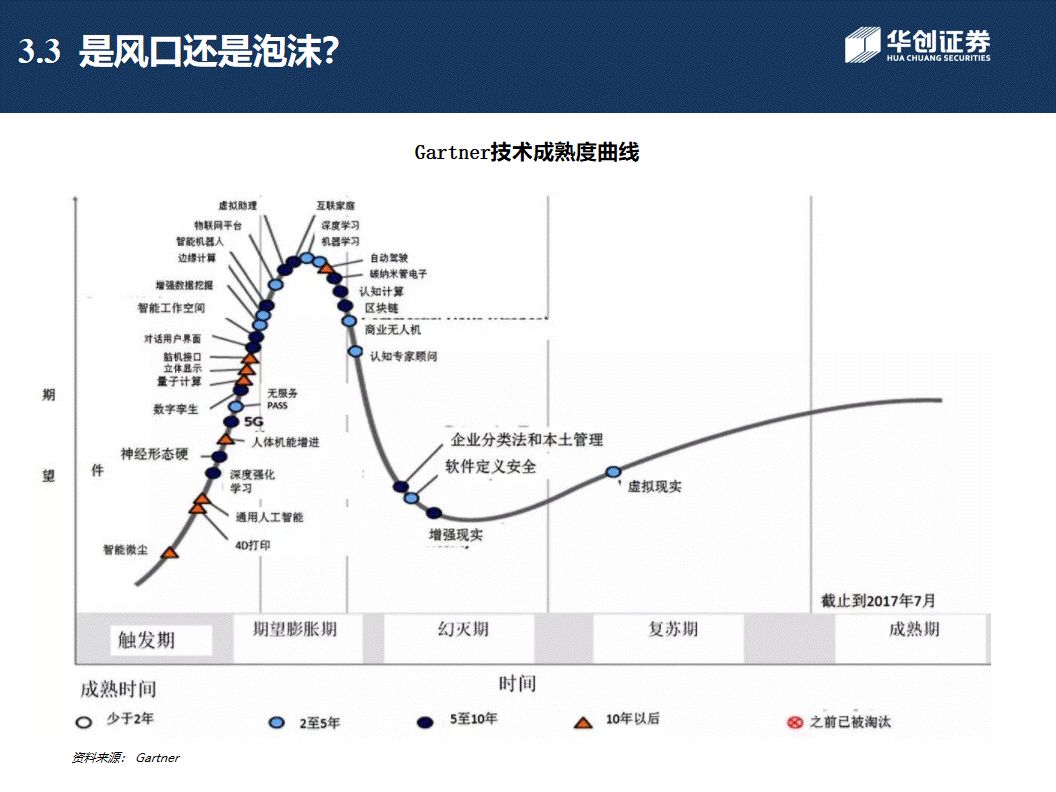 3.3 是风口还是泡沫？
华创证券
HUA CHUANG SECURITIES
Gartner技术成熟度曲线
虚拟助理
互联家庭
物联网平台
深度学习
智能机器人
机器学习
边缘计算
自动驾驶
碳纳米管电子
增强数据挖掘
认知计算
智能工作空间
区块链
商业无人机
对话用户界面
脑机接口
认知专家顾问
立体显示
量子计算
期
望
无服务
PASS
数字孪生
5G
人体机能增进
企业分类法和本土管理
神经形态硬
件
软件定义安全
深度强化
学习
虚拟现实
通用人工智能
增强现实
4D打印
智能微尘
截止到2017年7月
触发期
期望膨胀期
幻灭期
复苏期
成熟期
成熟时间
时间
少于2年
2至5年
5至10年
10年以后
之前已被淘汰
资料来源： Gartner